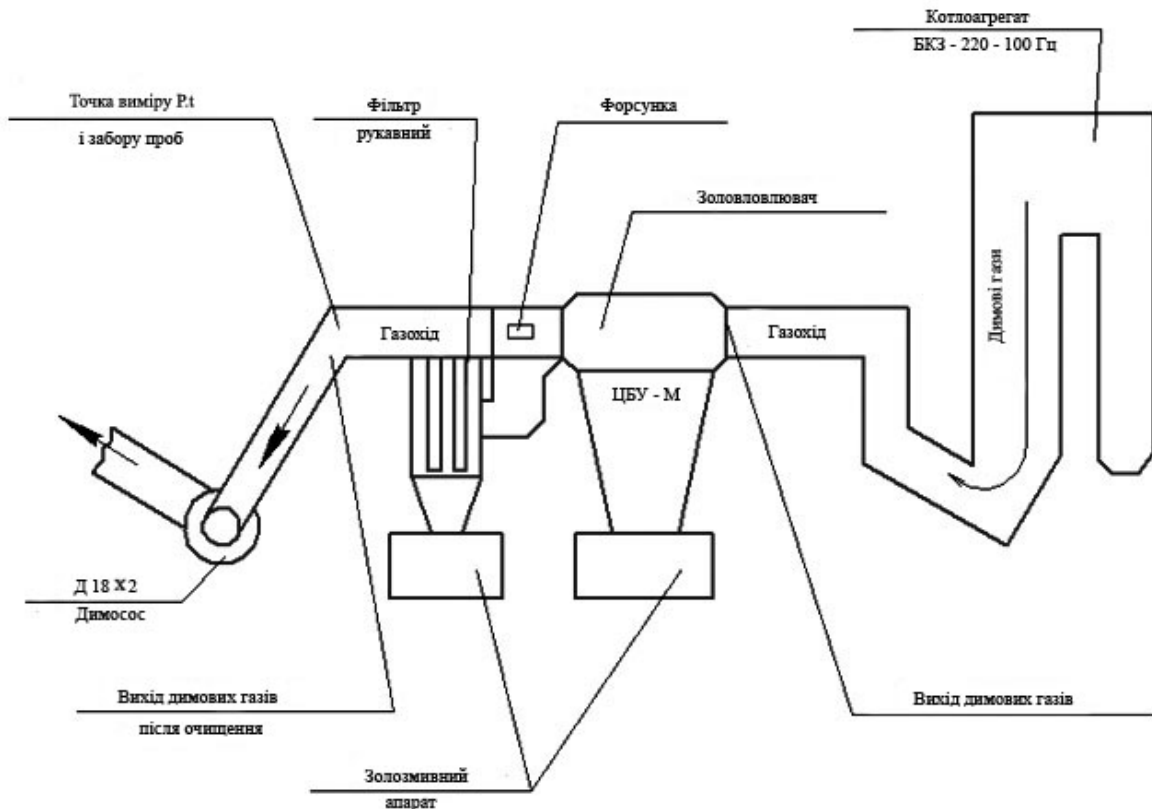 Котлоагрегат
БКЗ - 220 - 100 Гц
Точка виміру P.t
і забору проб
Фільтр
рукавний
Форсунка
Золовловлювач
Димові гази
Газохід
Газохід
ЦБУ - М
Д 18 X 2
Димосос
Вихід димових газів
після очищення
Вихід димових газів
Золозмивний
апарат